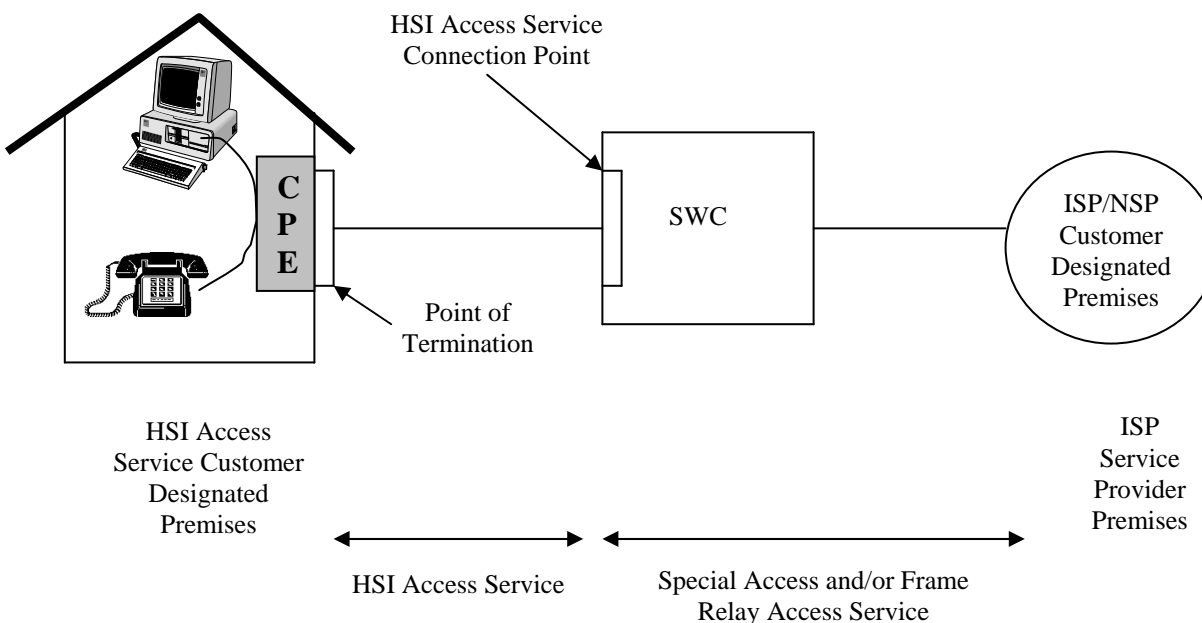 HSI Access Service
Connection Point
C
P
E
SWC
ISP/NSP
Customer
Designated
Premises
Point of
Termination
HSI Access
Service Customer
Designated
Premises
ISP
Service
Provider
Premises
HSI Access Service
Special Access and/or Frame
Relay Access Service